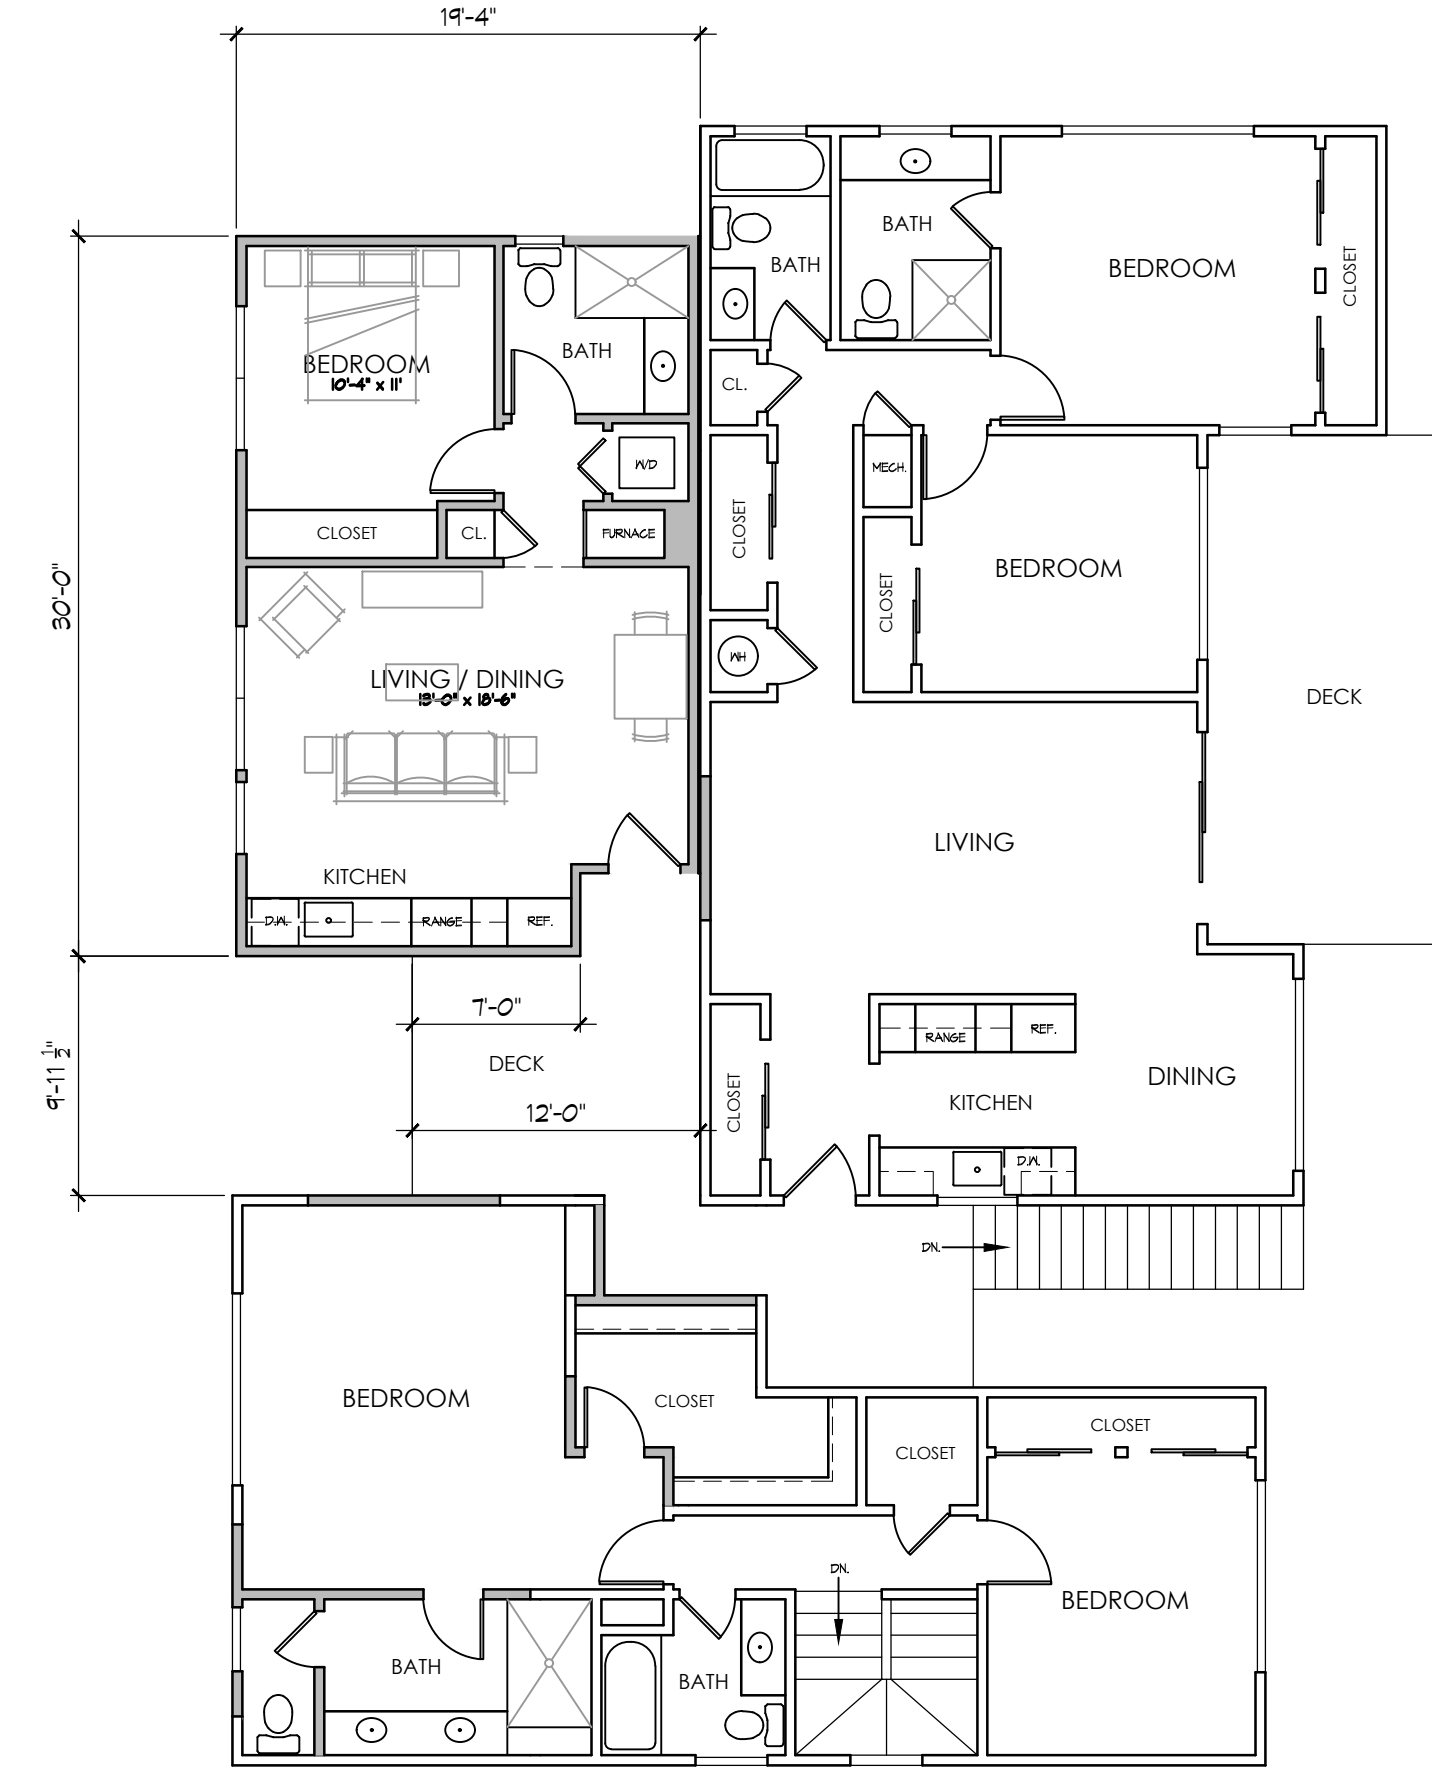 19'-4"
BATH
BATH
BEDROOM
CLOSET
BEDROOM
10'-4" x 11'
BATH
CL.
W/D
MECH.
CLOSET
CL.
FURNACE
CLOSET
30'-0"
BEDROOM
CLOSET
WH
LIVING / DINING
13'-0" x 18'-6"
DECK
LIVING
KITCHEN
D.W.
RANGE
REF.
7'-0"
9'-11 1/2"
DECK
12'-0"
CLOSET
RANGE
REF.
KITCHEN
DINING
D.W.
DN.
BEDROOM
CLOSET
CLOSET
CLOSET
DN.
BEDROOM
BATH
BATH